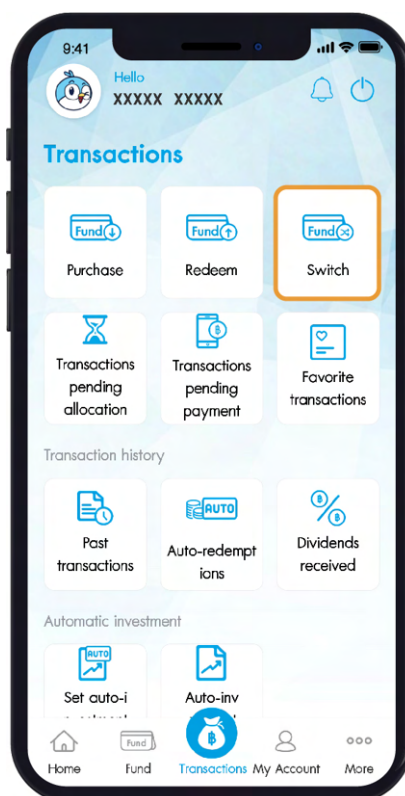 9:41
Hello
XXXXX XXXXX
Transactions
Fund
Fund
Fund
Purchase
Redeem
Switch
฿
Transactions
pending
allocation
Transactions
pending
payment
Favorite
transactions
Transaction history
AUTO
฿
฿
Past
transactions
Auto-redempt
ions
Dividends
received
Automatic investment
AUTO
Set auto-i
Auto-inv
Fund
฿
Home
Fund
Transactions
My Account
More